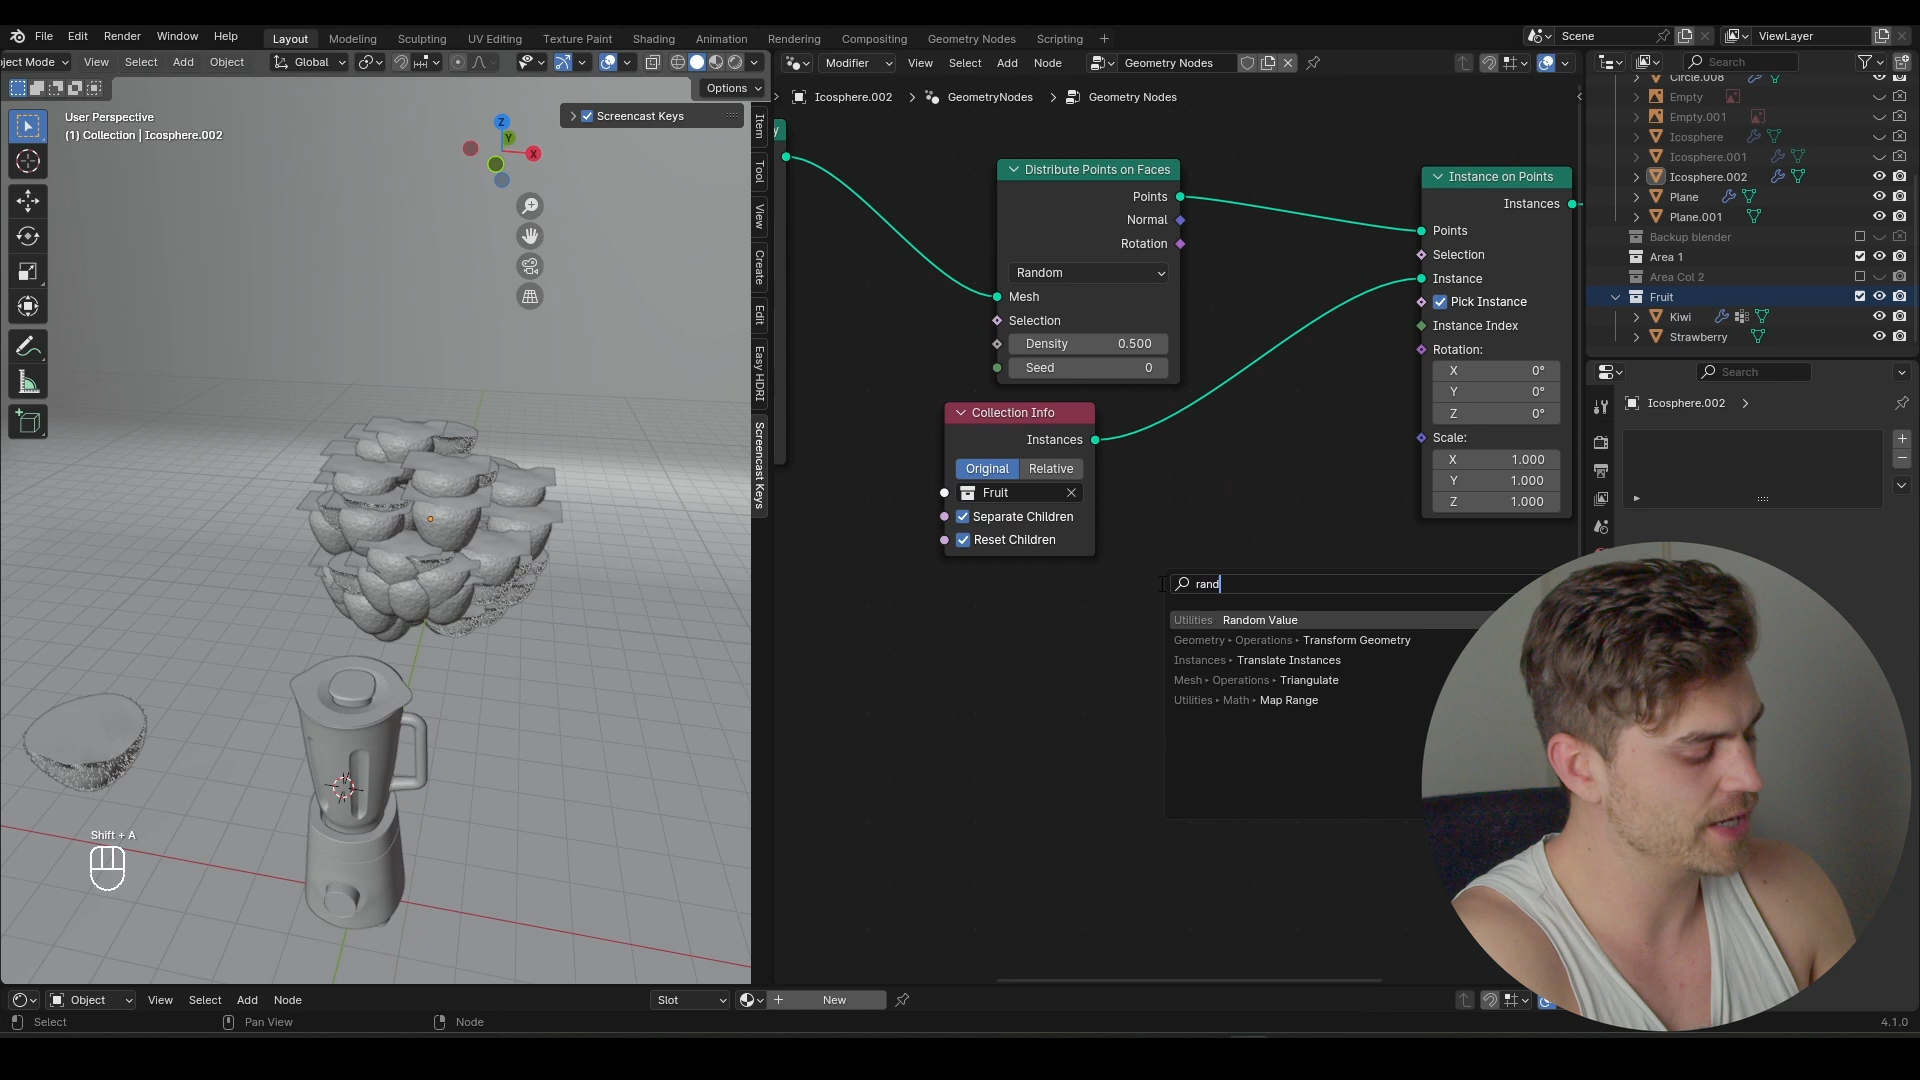 File Edit Render Window Help
Layout Modeling Sculpting UV Editing Texture Paint Shading Animation Rendering Compositing Geometry Nodes Scripting +
Scene
ViewLayer
ject Mode View Select Add Object Global
Options
Modifier View Select Add Node Geometry Nodes
Search
User Perspective
(1) Collection | Icosphere.002
Screencast Keys
Z
Y
X
Item
Tool
View
Create
Edit
Easy HDRI
Screencast Keys
Icosphere.002 > GeometryNodes > Geometry Nodes
y
Distribute Points on Faces
Points
Normal
Rotation
Random
Mesh
Selection
Density 0.500
Seed 0
Collection Info
Instances
Original Relative
Fruit
Separate Children
Reset Children
Instance on Points
Instances
Points
Selection
Instance
Pick Instance
Instance Index
Rotation:
X 0°
Y 0°
Z 0°
Scale:
X 1.000
Y 1.000
Z 1.000
rand
Utilities Random Value
Geometry ▸ Operations ▸ Transform Geometry
Instances ▸ Translate Instances
Mesh ▸ Operations ▸ Triangulate
Utilities ▸ Math ▸ Map Range
Circle.008
Empty
Empty.001
Icosphere
Icosphere.001
Icosphere.002
Plane
Plane.001
Backup blender
Area 1
Area Col 2
Fruit
Kiwi
Strawberry
Search
Icosphere.002 >
Shift + A
Object View Select Add Node Slot New
Select Pan View Node
4.1.0